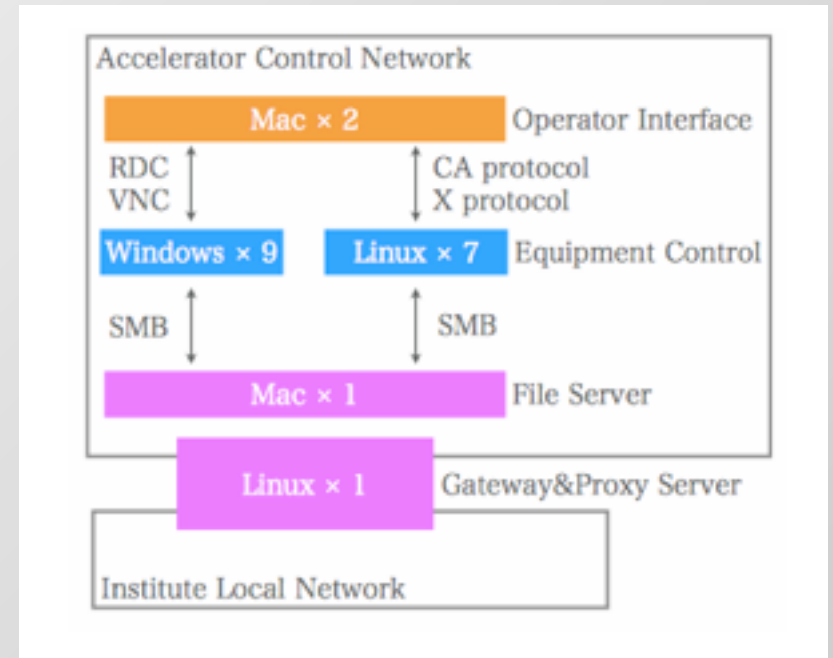 Accelerator Control Network
Mac × 2
Operator Interface
RDC
VNC
CA protocol
X protocol
Windows × 9
Linux × 7
Equipment Control
SMB
SMB
Mac × 1
File Server
Linux × 1
Gateway&Proxy Server
Institute Local Network